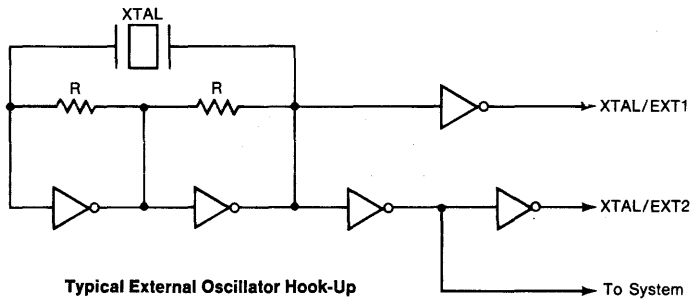 XTAL
R
R
XTAL/EXT1
XTAL/EXT2
Typical External Oscillator Hook-Up
To System